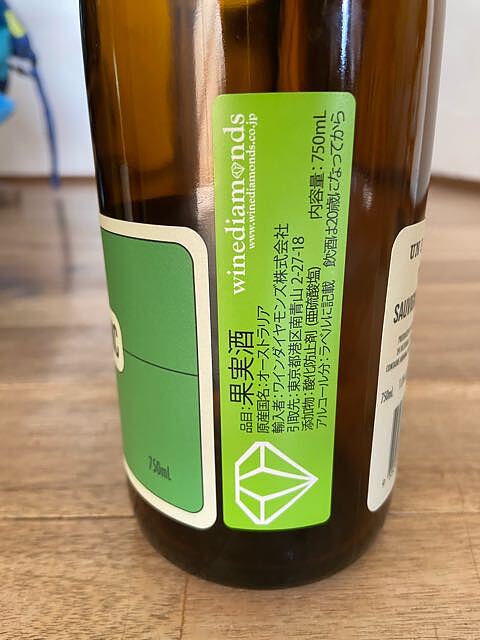 winediamonds
www.winediamonds.co.jp
品目：果実酒
原産国名：オーストラリア
輸入者：ワインダイヤモンズ株式会社
引取先：東京都港区南青山 2-27-18
添加物：酸化防止剤（亜硫酸塩） 内容量：750mL
アルコール分：ラベルに記載 飲酒は20歳になってから
C
750mL
SAUVIG
750mL